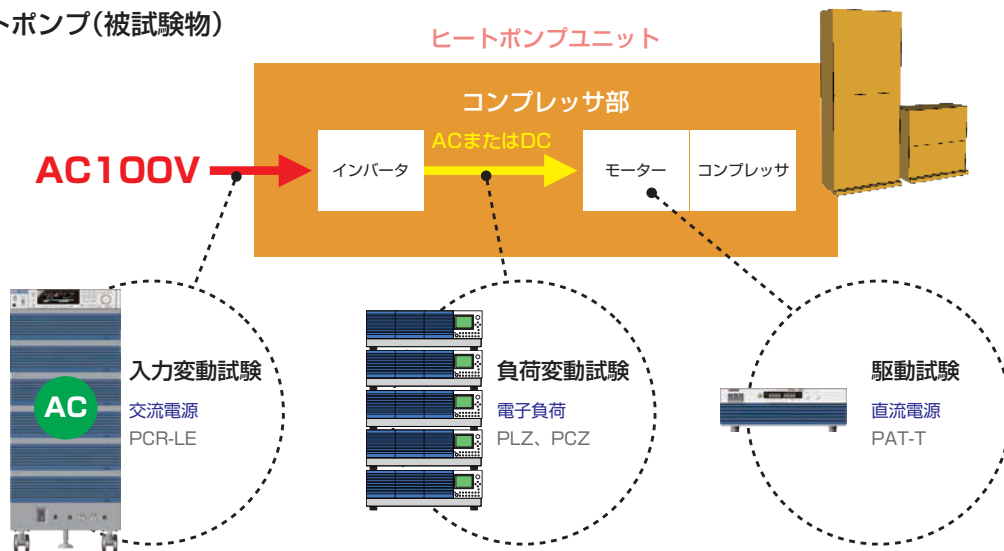 トポンプ（被試験物）
ヒートポンプユニット
コンプレッサ部
AC100V
インバータ
ACまたはDC
モーター
コンプレッサ
AC
入力変動試験
交流電源
PCR-LE
負荷変動試験
電子負荷
PLZ、PCZ
駆動試験
直流電源
PAT-T